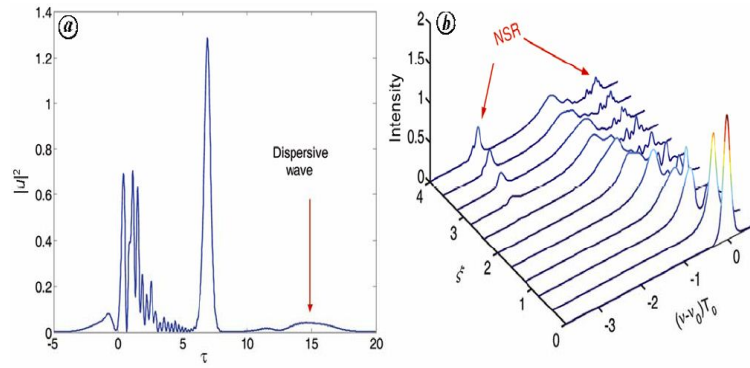 a
1.4
1.2
1
0.8
0.6
0.4
0.2
0
-5
0
5
10
15
20
|u|²
τ
Dispersive
wave
b
NSR
2
1.5
1
0.5
0
Intensity
4
3
2
1
0
ξ
-3
-2
-1
0
(ν-ν₀)T₀